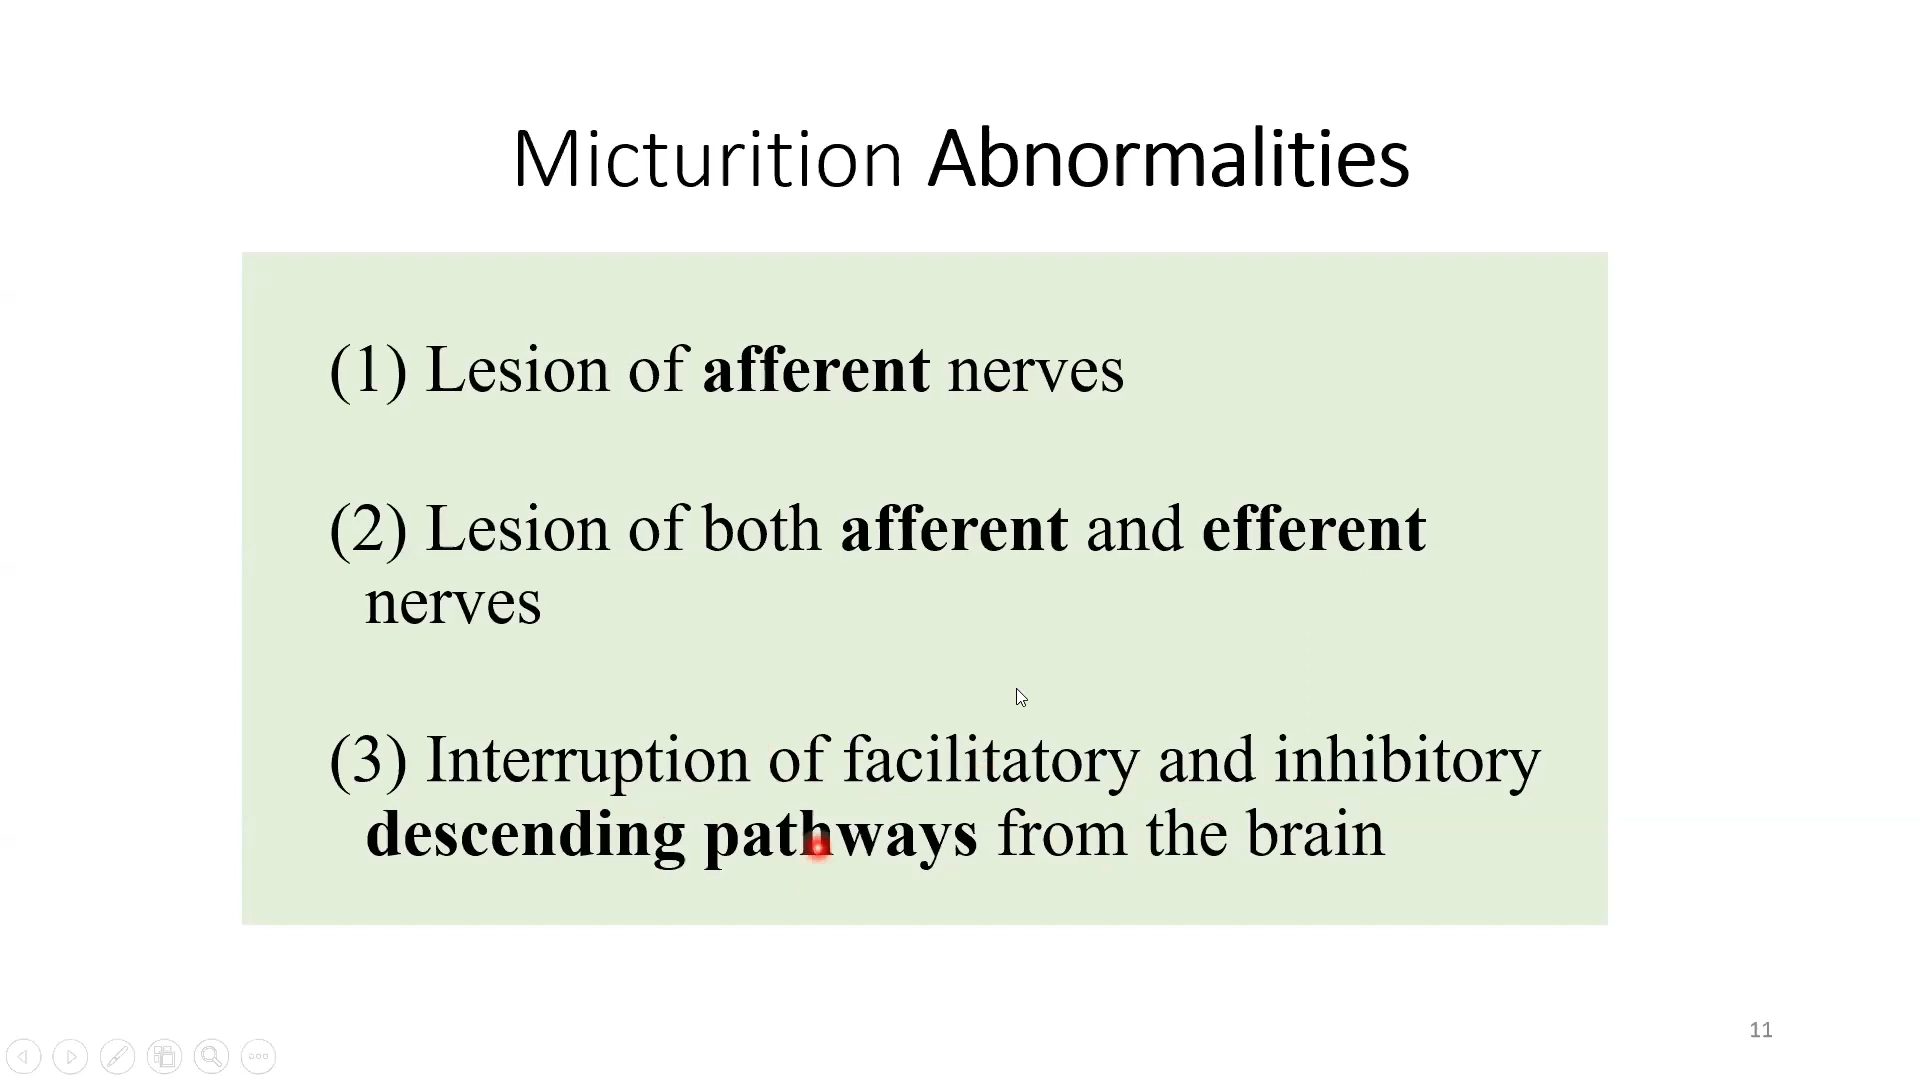 Micturition Abnormalities
(1) Lesion of afferent nerves
(2) Lesion of both afferent and efferent
nerves
(3) Interruption of facilitatory and inhibitory
descending pathways from the brain
11